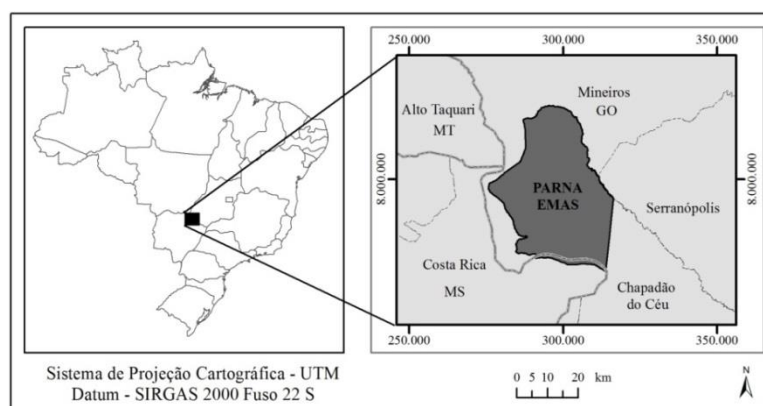 250.000 300.000 350.000
Mineiros
GO
Alto Taquari
MT
8.000.000
8.000.000
PARNA
EMAS
Serranópolis
Costa Rica
MS
Chapadão
do Céu
250.000 300.000 350.000
Sistema de Projeção Cartográfica - UTM
Datum - SIRGAS 2000 Fuso 22 S
0 5 10 20 km
N